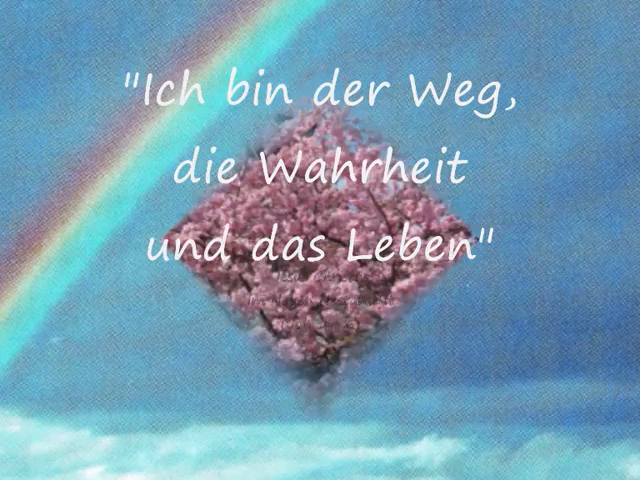 "Ich bin der Weg,
die Wahrheit
und das Leben"